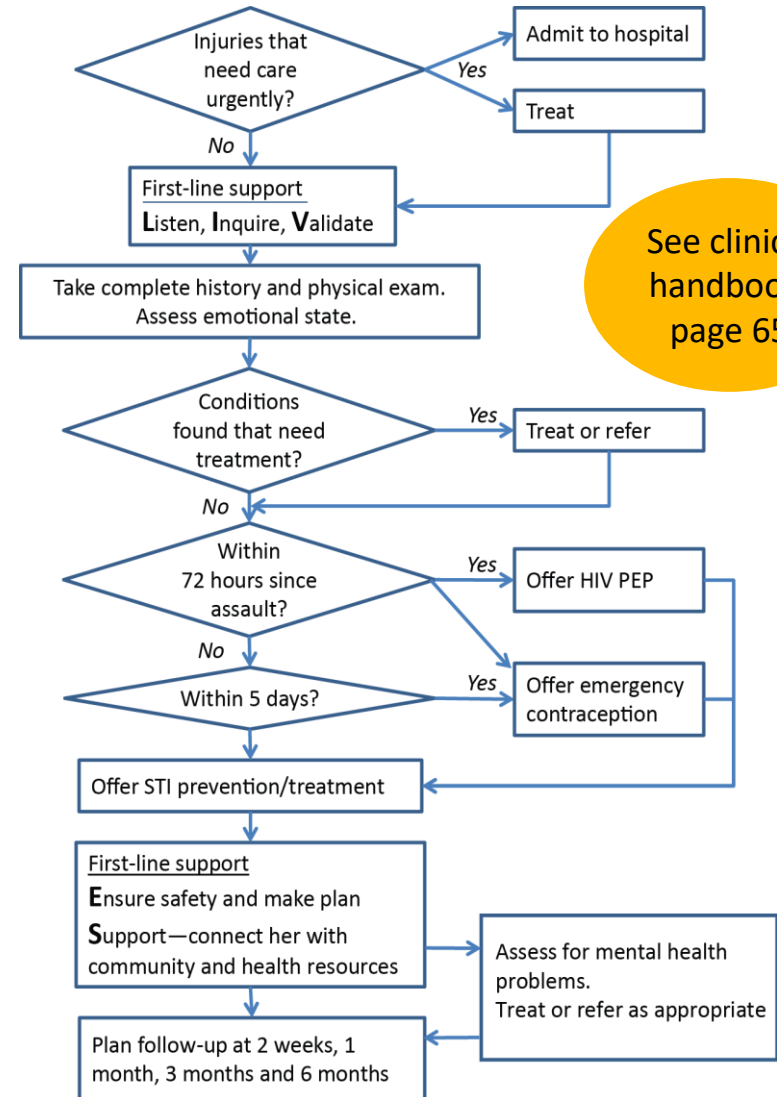 Injuries that
need care
urgently?
Yes
Admit to hospital
Treat
No
First-line support
Listen, Inquire, Validate
See
handboo
page 65
Take complete history and physical exam.
Assess emotional state.
Conditions
found that need
treatment?
Yes
Treat or refer
No
Within
72 hours since
assault?
Yes
Offer HIV PEP
No
Within 5 days?
Yes
Offer emergency
contraception
Offer STI prevention/treatment
First-line support
Ensure safety and make plan
Support—connect her with
community and health resources
Assess for mental health
problems.
Treat or refer as appropriate
Plan follow-up at 2 weeks, 1
month, 3 months and 6 months